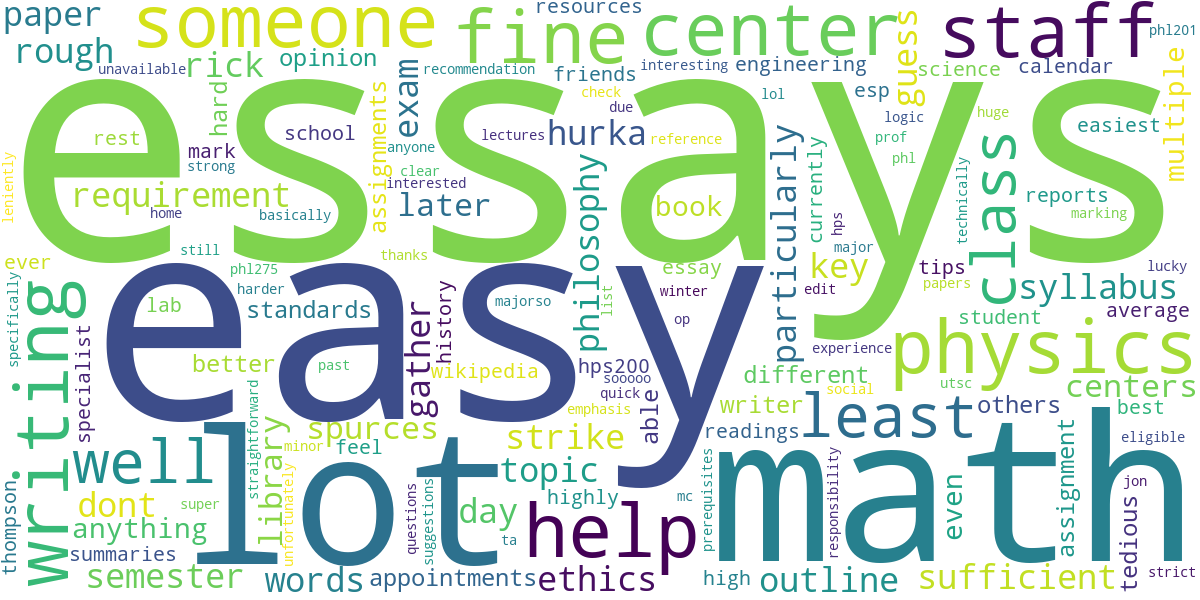 paper
someone
resources
fine
center
staff
phl201
rough
unavailable
rick
opinion
exam
recommendation
friends
interesting
engineering
guess
science
calendar
multiple
essays
hard
rest
school
mark
strong
assignments
lectures
anyone
clear
interested
hurka
check
due
reference
lol
esp
logic
prof
phl
huge
easiest
class
reports
marking
technically
leniently
requirement
home
basically
later
philosophy
book
particularly
currently
hps
major
still
thanks
essay
key
tips
papers
lucky
syllabus
ever
phl275
harder
easy
majorso
list
winter
op
edit
student
average
specifically
writing
lab
standards
gather
history
experience
physics
specialist
better
past
wikipedia
hps200
sooooo
quick
different
social
utsc
centers
straightforward
library
minor
feel
spurces
emphasis
able
writer
least
others
best
well
lot
strike
readings
math
eligible
thompson
dont
super
unfortunately
questions
suggestions
topic
highly
mc
prerequisites
responsibility
even
assignment
jon
anything
day
ta
help
summaries
tedious
strict
semester
words
appointments
ethics
high
outline
sufficient